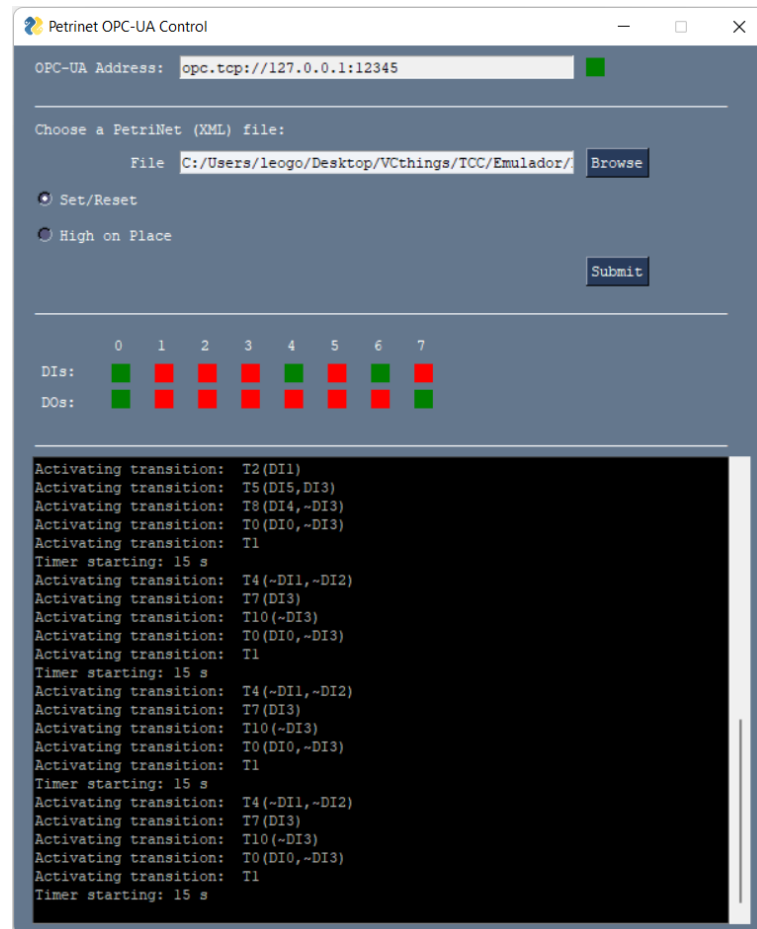 Petrinet OPC-UA Control
OPC-UA Address: opc.tcp://127.0.0.1:12345
Choose a PetriNet (XML) file:
File C:/Users/leogo/Desktop/VCthings/TCC/Emulador/ Browse
Set/Reset
High on Place
Submit
0 1 2 3 4 5 6 7
DIs:
DOs:
Activating transition: T2(DI1)
Activating transition: T5(DI5,DI3)
Activating transition: T8(DI4,~DI3)
Activating transition: T0(DI0,~DI3)
Activating transition: T1
Timer starting: 15 s
Activating transition: T4(~DI1,~DI2)
Activating transition: T7(DI3)
Activating transition: T10(~DI3)
Activating transition: T0(DI0,~DI3)
Activating transition: T1
Timer starting: 15 s
Activating transition: T4(~DI1,~DI2)
Activating transition: T7(DI3)
Activating transition: T10(~DI3)
Activating transition: T0(DI0,~DI3)
Activating transition: T1
Timer starting: 15 s
Activating transition: T4(~DI1,~DI2)
Activating transition: T7(DI3)
Activating transition: T10(~DI3)
Activating transition: T0(DI0,~DI3)
Activating transition: T1
Timer starting: 15 s